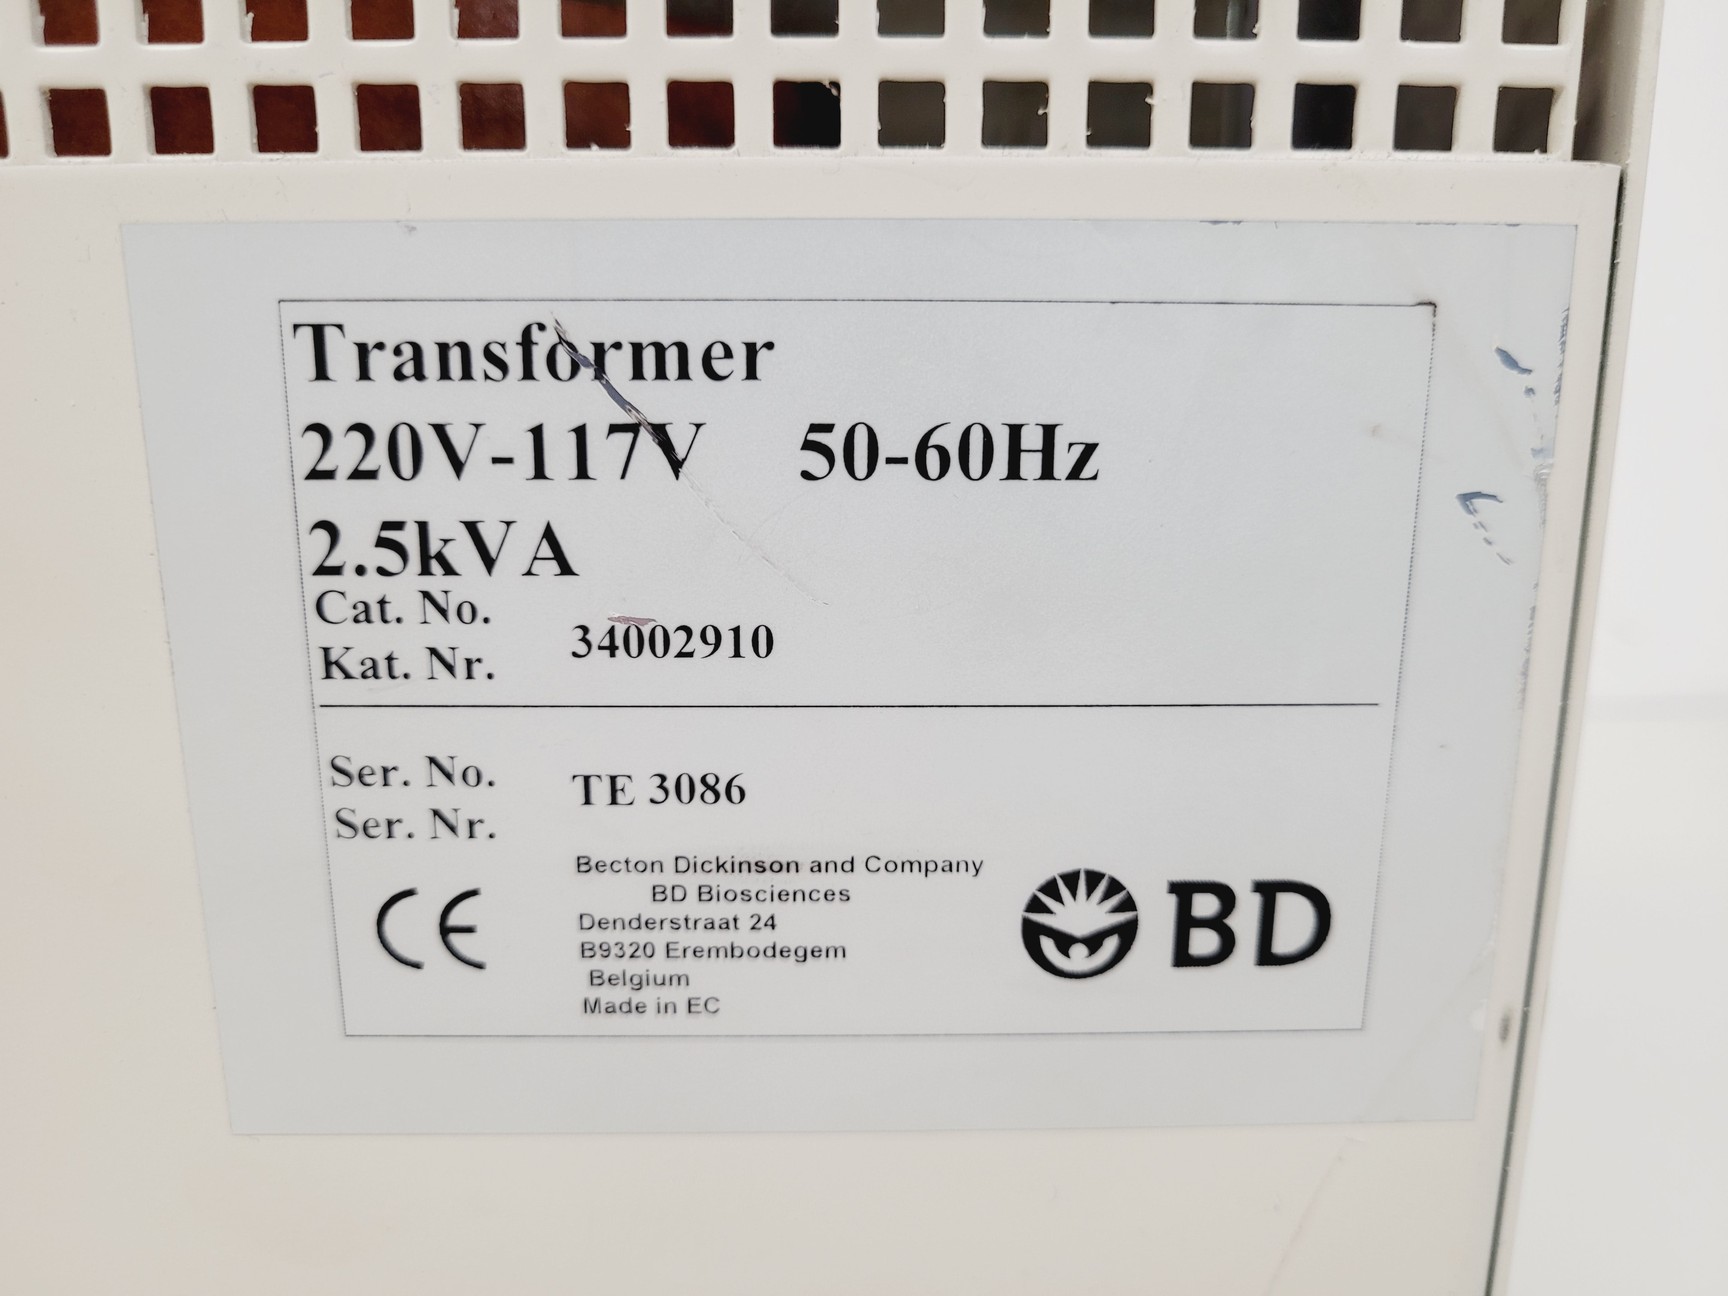 Transformer
220V-117V 50-60Hz
2.5kVA
Cat. No.
Kat. Nr.
34002910
Ser. No.
Ser. Nr.
TE 3086
CE
Becton Dickinson and Company
BD Biosciences
Denderstraat 24
B9320 Erembodegem
Belgium
Made in EC
BD